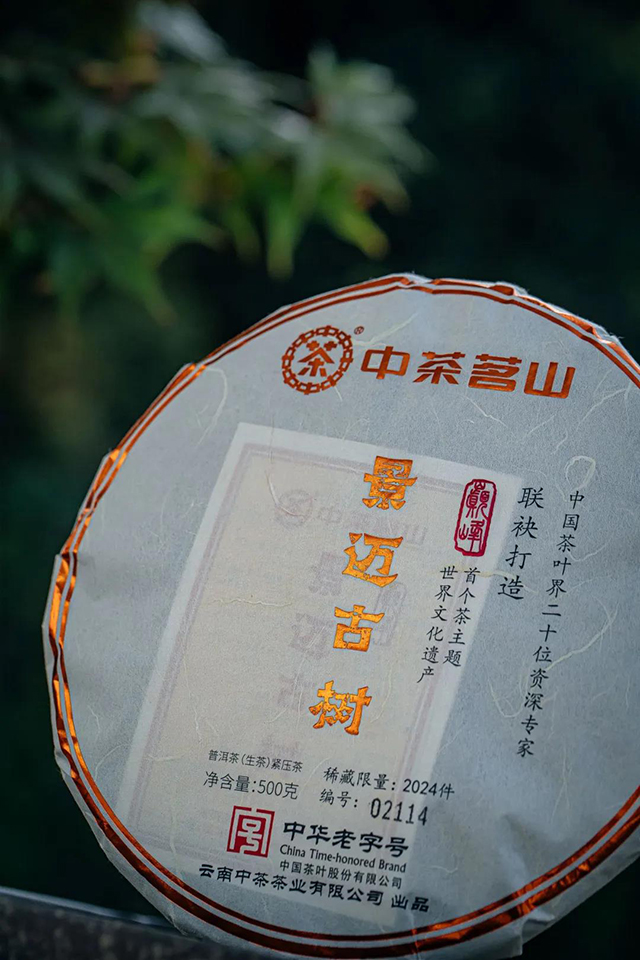 茶®
中茶茗山
中国茶叶界二十位资深专家
联袂打造
巅峰
首个茶主题
世界文化遗产
景迈古树
普洱茶(生茶)紧压茶
净含量:500克
稀藏限量:2024件
编号:02114
中华老字号
China Time-honored Brand
中国茶叶股份有限公司
云南中茶茶业有限公司 出品